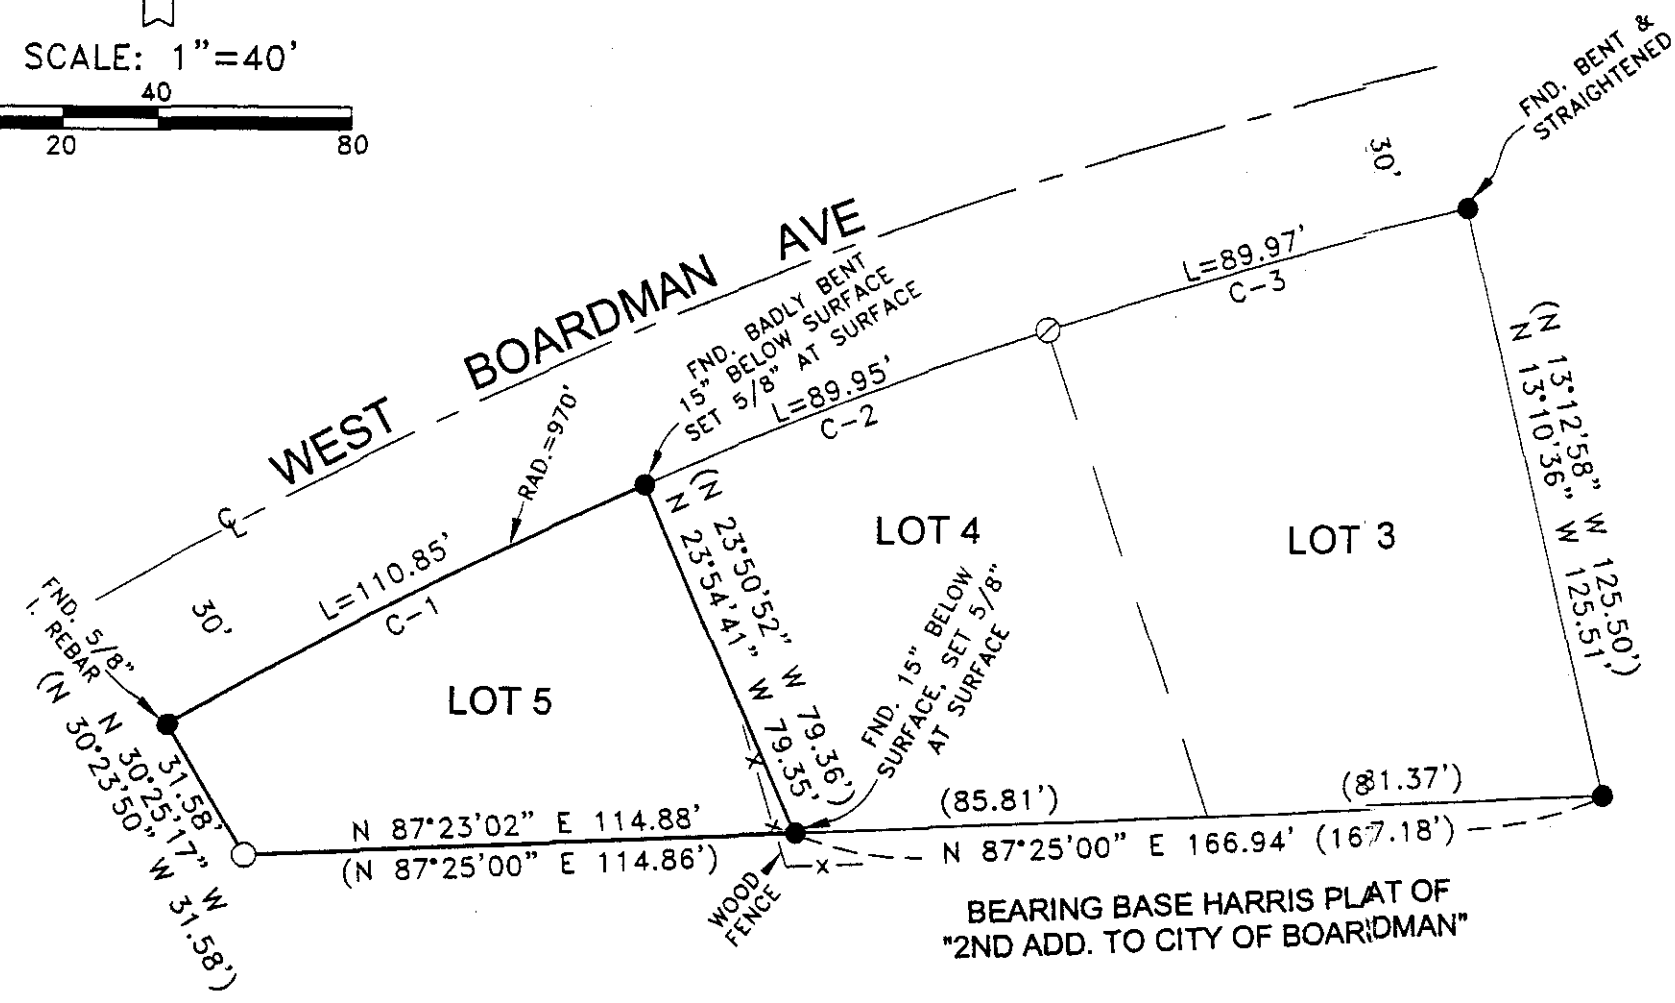 SCALE: 1"=40'
40
20
80
FND. BENT &
STRAIGHTENED
30'
WEST BOARDMAN AVE
FND. BADLY BENT
15" BELOW SURFACE
SET 5/8" AT SURFACE
L=89.97'
C-3
L=89.95'
C-2
RAD.=970'
L=110.85'
C-1
30'
FND. 5/8"
I. REBAR
(N 13°12'58" W 125.50')
N 13°10'36" W 125.51'
LOT 4
LOT 3
LOT 5
(N 23°50'52" W 79.36')
N 23°54'41" W 79.35'
FND. 15" BELOW
SURFACE, SET 5/8"
AT SURFACE
31.58'
N 30°25'17" W
(N 30°23'50" W 31.58')
N 87°23'02" E 114.88'
(N 87°25'00" E 114.86')
(85.81')
(81.37')
N 87°25'00" E 166.94' (167.18')
x
x
x
WOOD
FENCE
BEARING BASE HARRIS PLAT OF
"2ND ADD. TO CITY OF BOARDMAN"